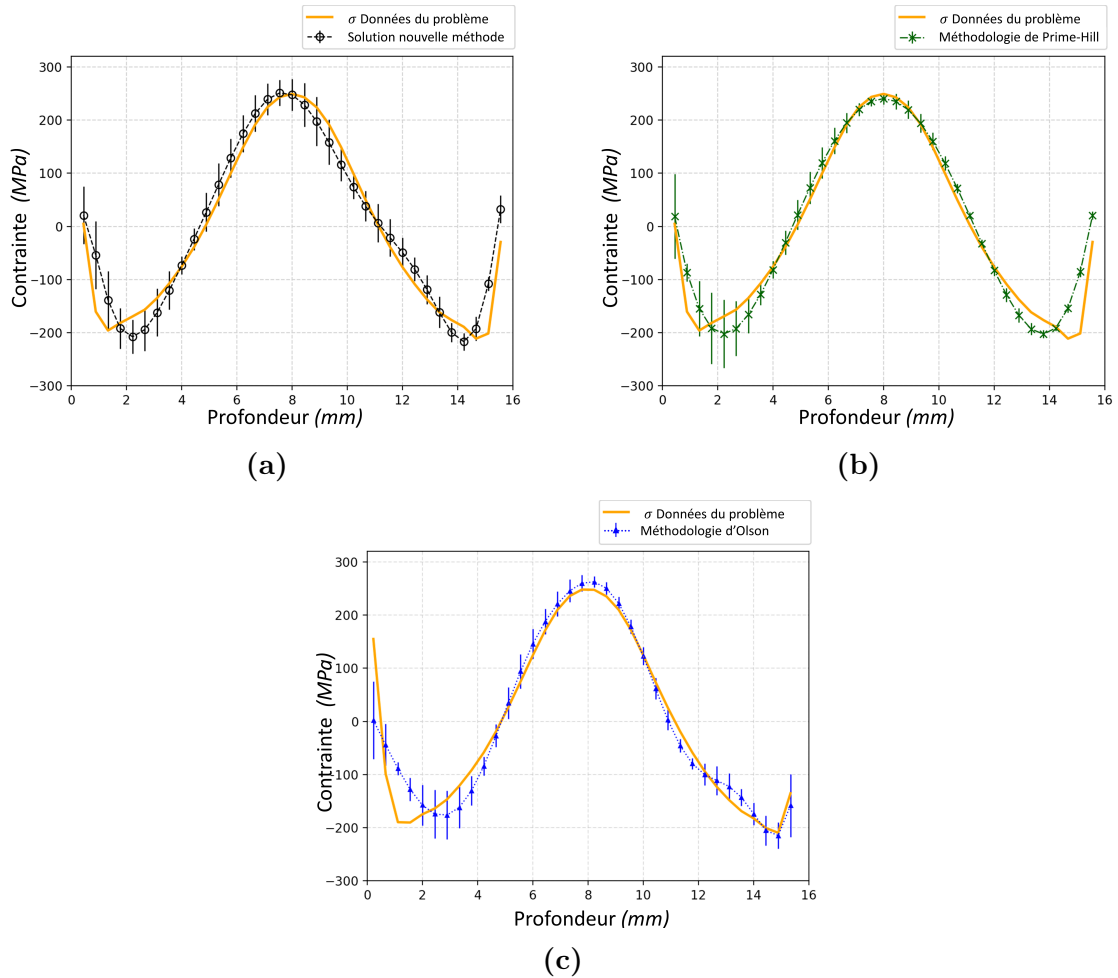 σ Données du problème
Solution nouvelle méthode
300
200
100
0
−100
−200
−300
Contrainte (MPa)
0 2 4 6 8 10 12 14 16
Profondeur (mm)
(a)
σ Données du problème
Méthodologie de Prime-Hill
300
200
100
0
−100
−200
−300
Contrainte (MPa)
0 2 4 6 8 10 12 14 16
Profondeur (mm)
(b)
σ Données du problème
Méthodologie d'Olson
300
200
100
0
−100
−200
−300
Contrainte (MPa)
0 2 4 6 8 10 12 14 16
Profondeur (mm)
(c)